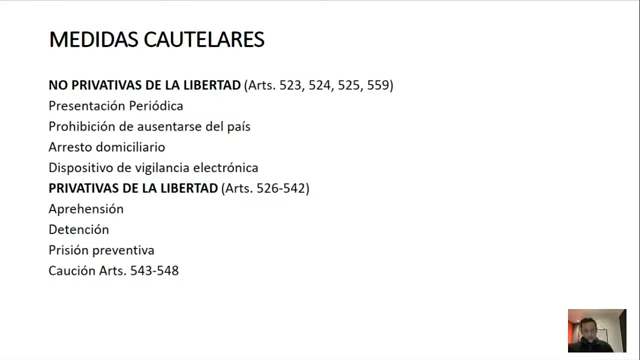 MEDIDAS CAUTELARES
NO PRIVATIVAS DE LA LIBERTAD (Arts. 523, 524, 525, 559)
Presentación Periódica
Prohibición de ausentarse del país
Arresto domiciliario
Dispositivo de vigilancia electrónica
PRIVATIVAS DE LA LIBERTAD (Arts. 526-542)
Aprehensión
Detención
Prisión preventiva
Caución Arts. 543-548